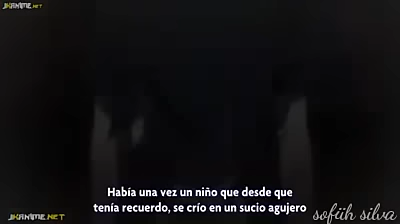 JKANIME.NET
Había una vez un niño que desde que
tenía recuerdo, se crío en un sucio agujero
JKANIME.NET
sofiih silva